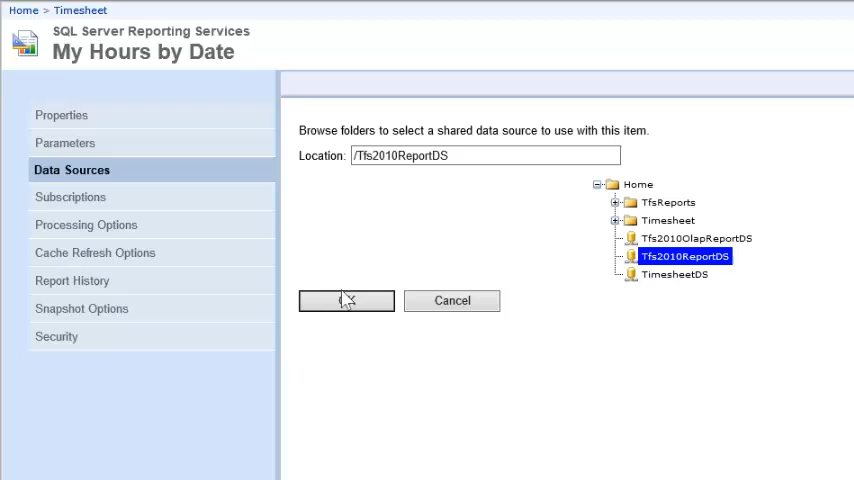 Home > Timesheet
SQL Server Reporting Services
My Hours by Date
Properties
Parameters
Data Sources
Subscriptions
Processing Options
Cache Refresh Options
Report History
Snapshot Options
Security
Browse folders to select a shared data source to use with this item.
Location: /Tfs2010ReportDS
Home
TfsReports
Timesheet
Tfs2010OlapReportDS
Tfs2010ReportDS
TimesheetDS
Cancel